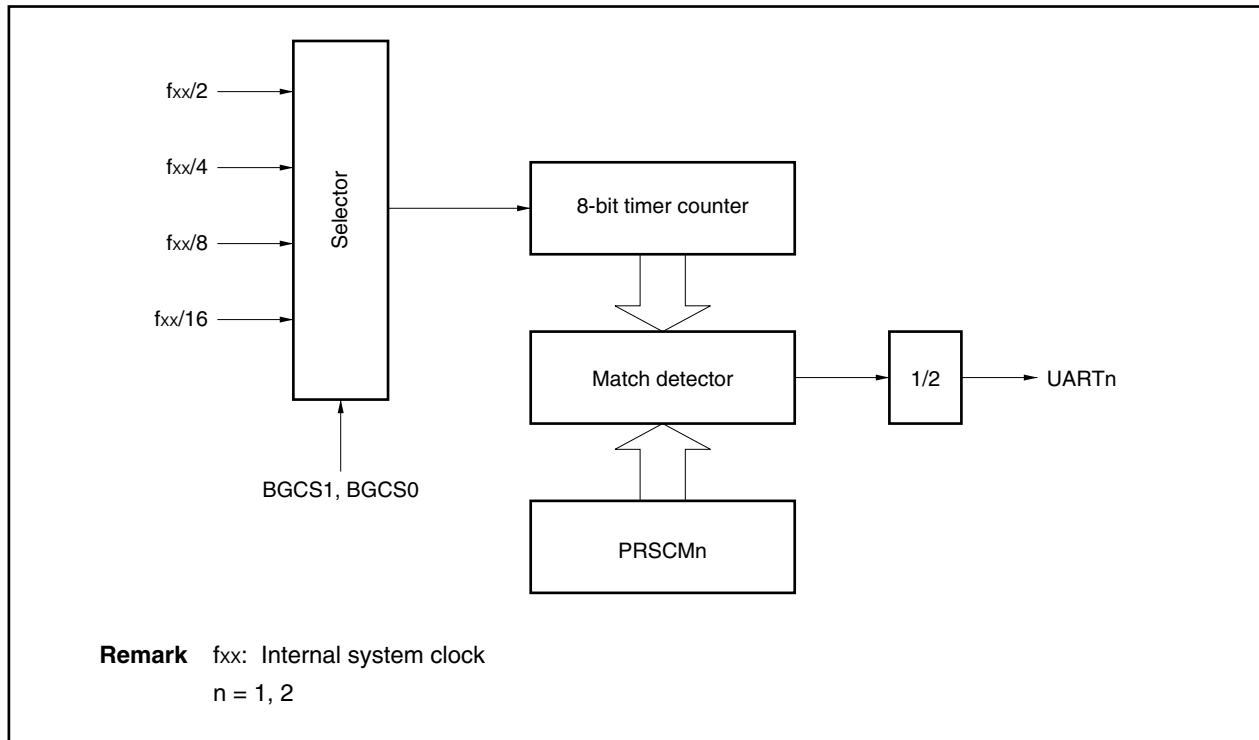 fxx/2
fxx/4
fxx/8
fxx/16
Selector
BGCS1, BGCS0
8-bit timer counter
Match detector
1/2
UARTn
PRSCMn
Remark fxx: Internal system clock
n = 1, 2